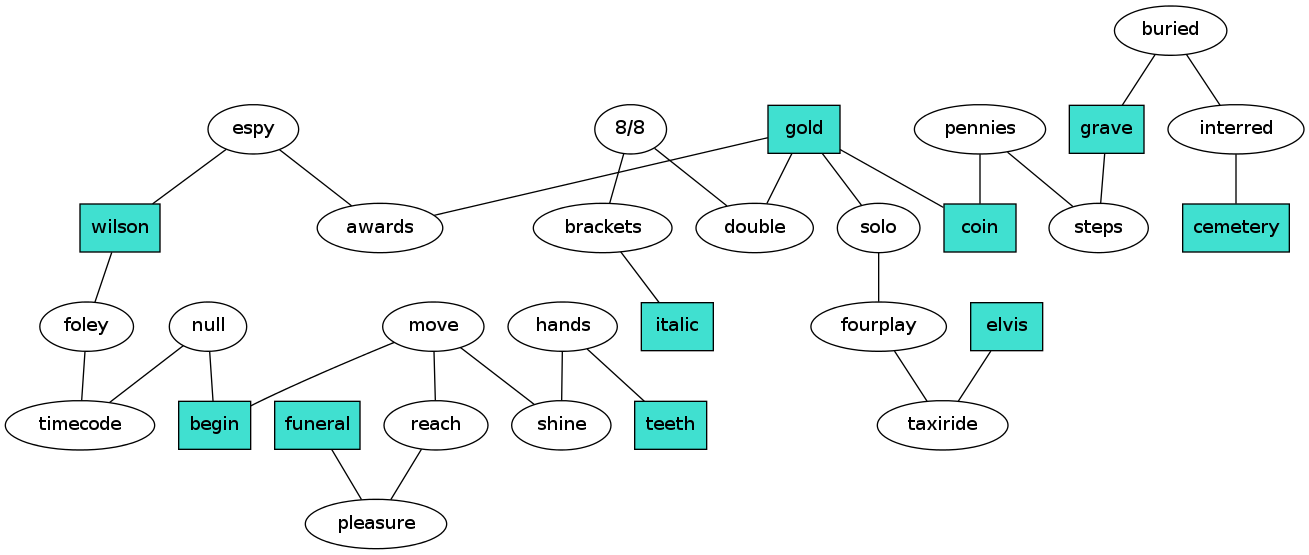 buried
espy
8/8
gold
pennies
grave
interred
wilson
awards
brackets
double
solo
coin
steps
cemetery
foley
null
move
hands
italic
fourplay
elvis
timecode
begin
funeral
reach
shine
teeth
taxiride
pleasure